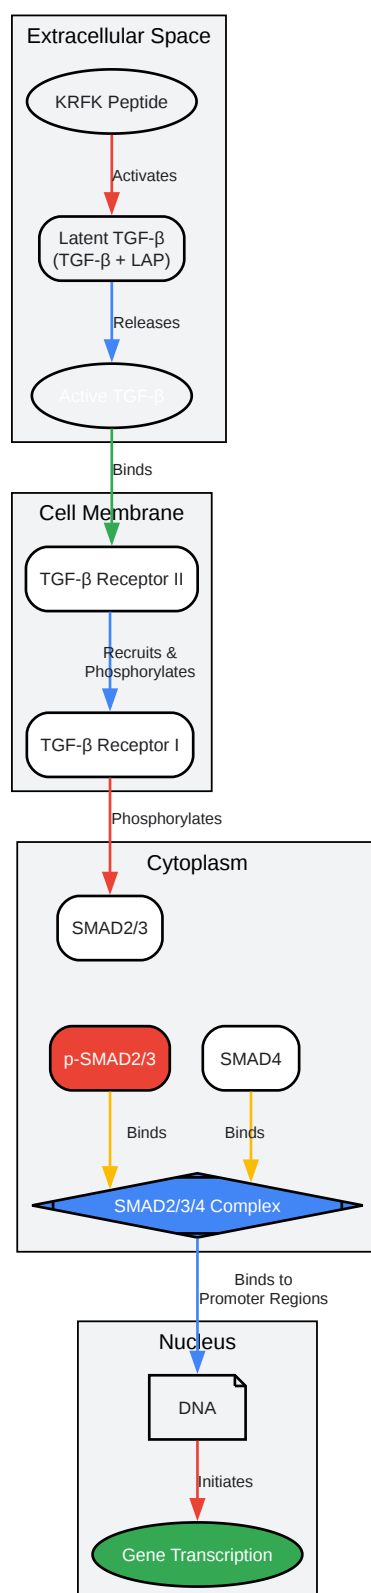 Extracellular Space
KRFK Peptide
Activates
Latent TGF-β
(TGF-β + LAP)
Releases
Active TGF-β
Binds
Cell Membrane
TGF-β Receptor II
Recruits &
Phosphorylates
TGF-β Receptor I
Phosphorylates
Cytoplasm
SMAD2/3
p-SMAD2/3
SMAD4
Binds
Binds
SMAD2/3/4 Complex
Binds to
Promoter Regions
Nucleus
DNA
Initiates
Gene Transcription